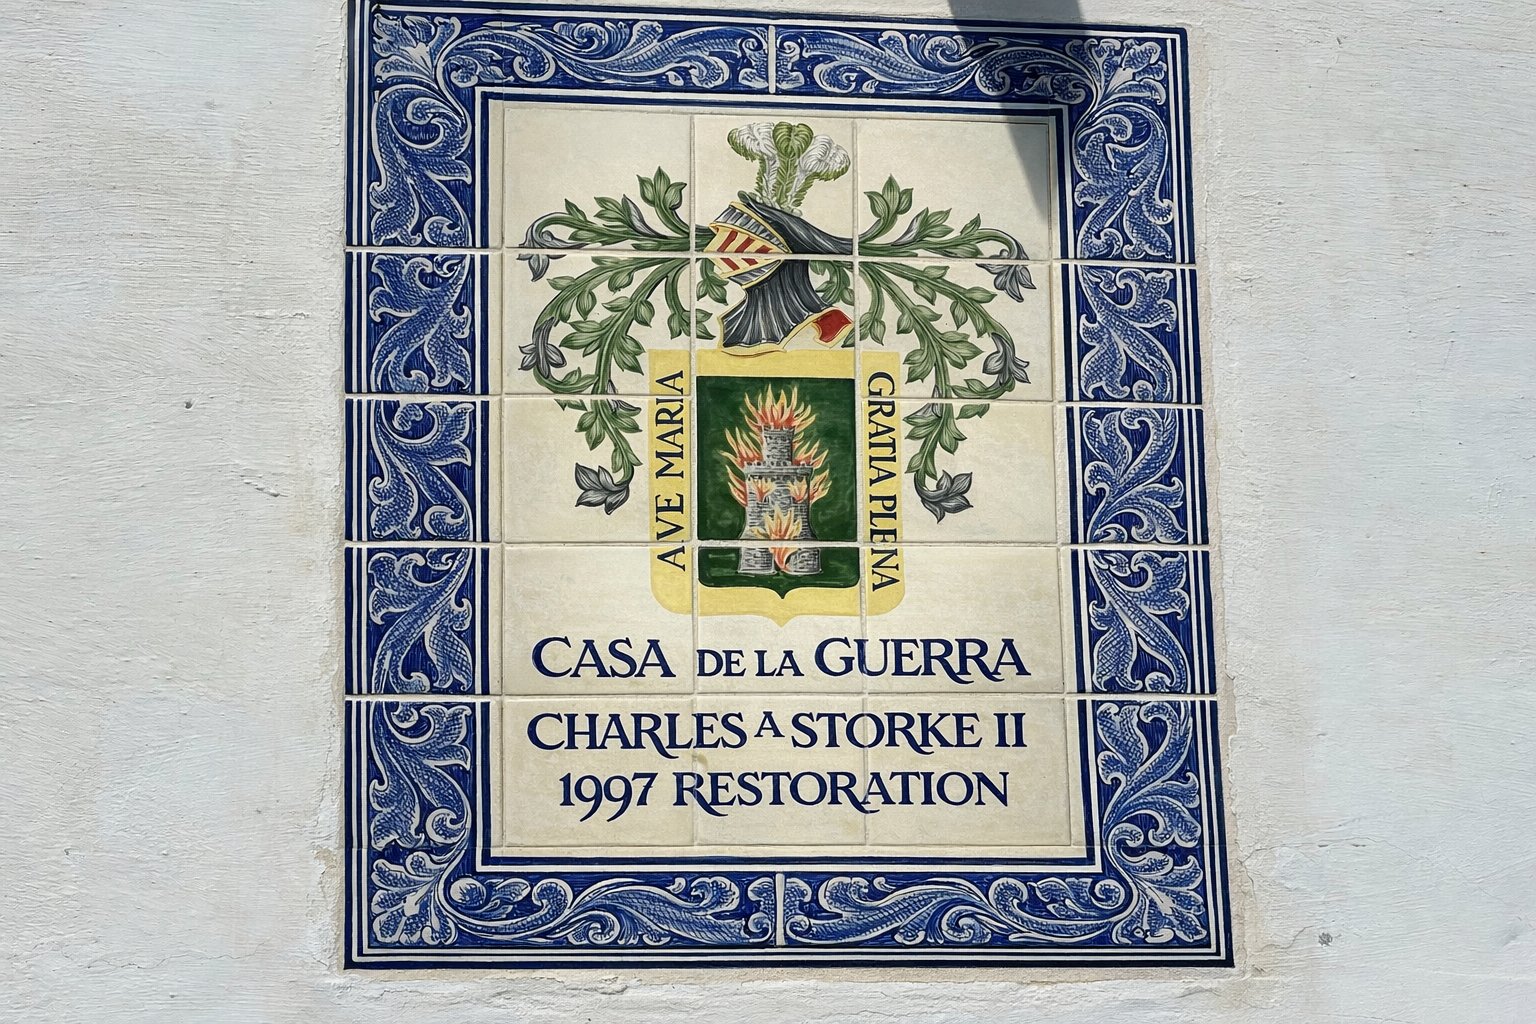 AVE MARIA
GRATIA PLENA
CASA DE LA GUERRA
CHARLES A STORKE II
1997 RESTORATION